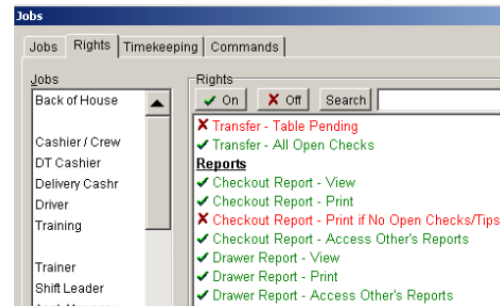 Jobs
Jobs Rights Timekeeping Commands
Jobs
Back of House
Cashier / Crew
DT Cashier
Delivery Cashr
Driver
Training
Trainer
Shift Leader
Rights
On Off Search
Transfer - Table Pending
Transfer - All Open Checks
Reports
Checkout Report - View
Checkout Report - Print
Checkout Report - Print if No Open Checks/Tips
Checkout Report - Access Other's Reports
Drawer Report - View
Drawer Report - Print
Drawer Report - Access Other's Reports